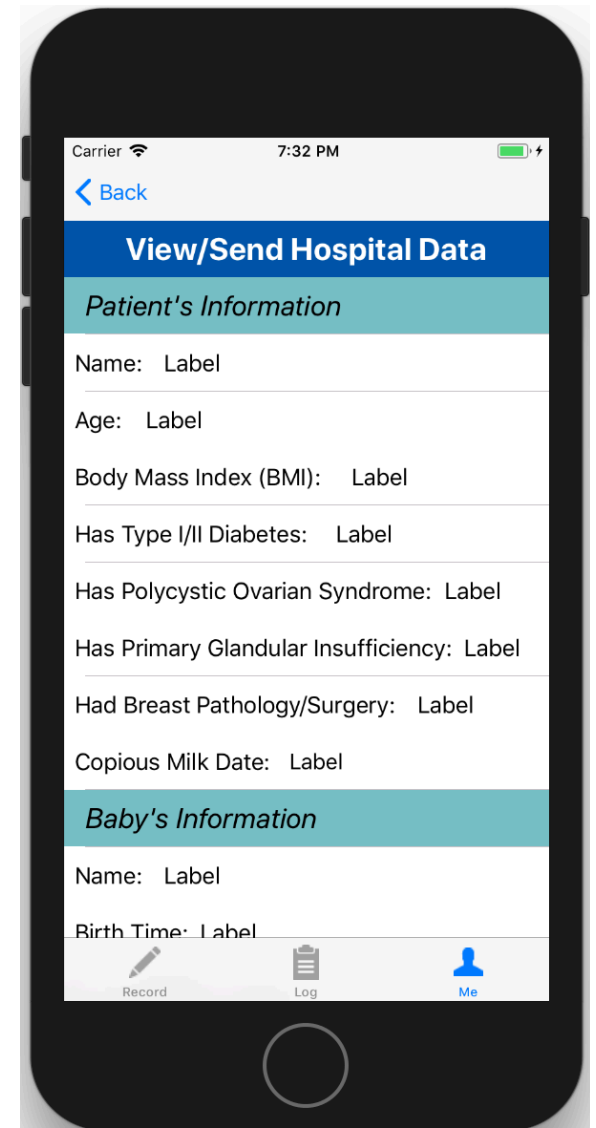 Carrier 7:32 PM
Back
View/Send Hospital Data
Patient's Information
Name: Label
Age: Label
Body Mass Index (BMI): Label
Has Type I/II Diabetes: Label
Has Polycystic Ovarian Syndrome: Label
Has Primary Glandular Insufficiency: Label
Had Breast Pathology/Surgery: Label
Copious Milk Date: Label
Baby's Information
Name: Label
Birth Time: Label
Record Log Me